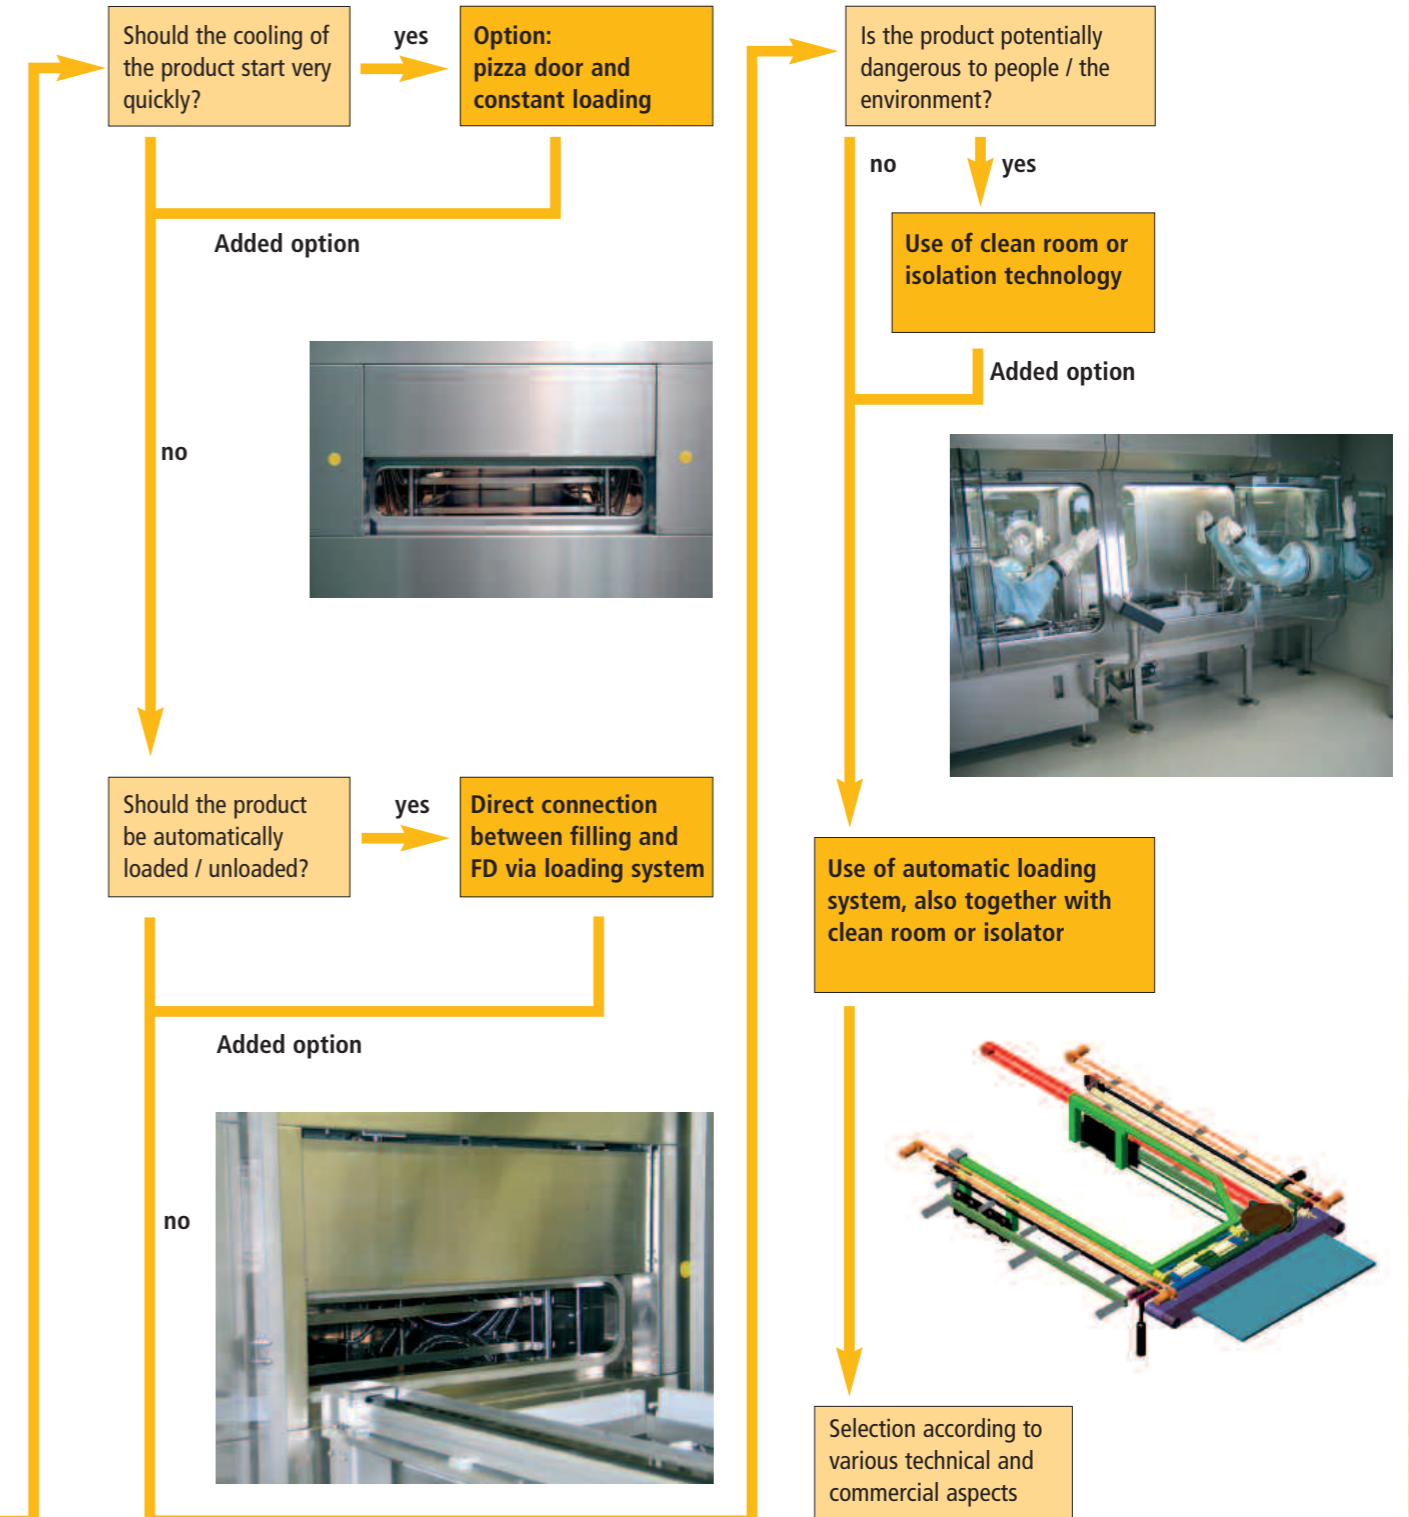 Should the cooling of
the product start very
quickly?
yes
Option:
pizza door and
constant loading
Added option
no
Should the product
be automatically
loaded / unloaded?
yes
Direct connection
between filling and
FD via loading system
Added option
no
Is the product potentially
dangerous to people / the
environment?
no
yes
Use of clean room or
isolation technology
Added option
Use of automatic loading
system, also together with
clean room or isolator
Selection according to
various technical and
commercial aspects